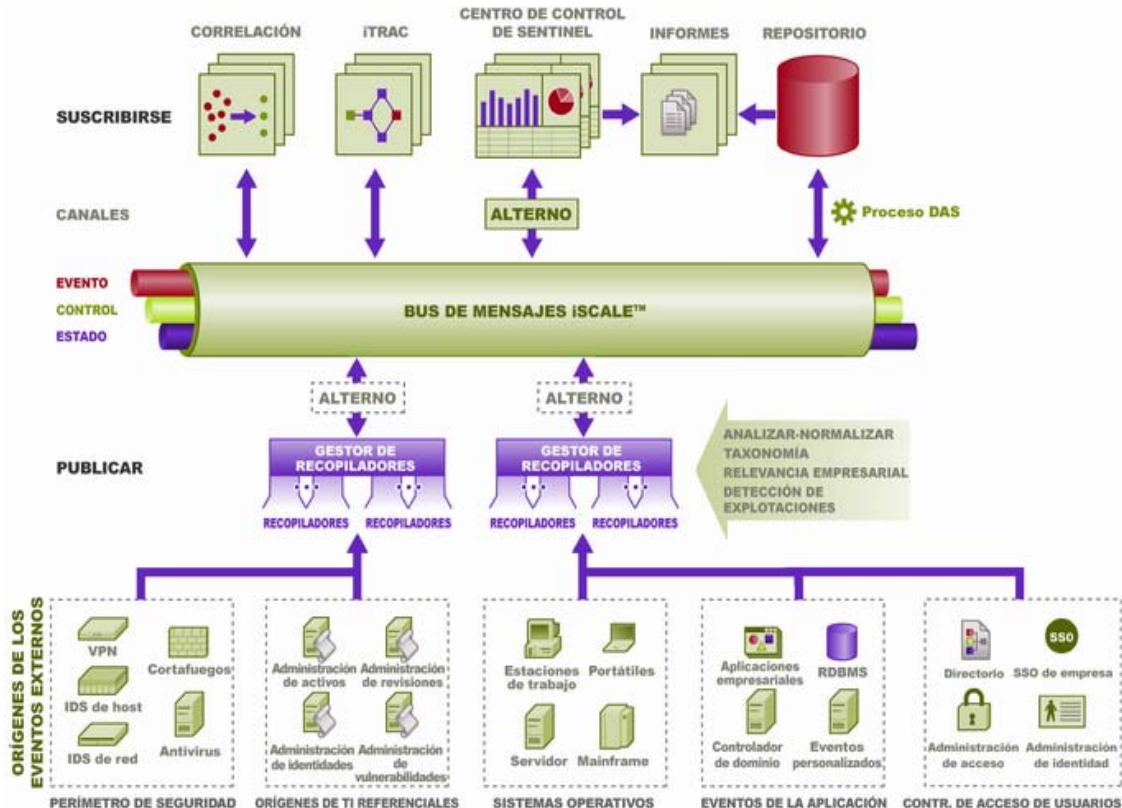 CENTRO DE CONTROL
DE SENTINEL
CORRELACIÓN
iTRAC
INFORMES
REPOSITORIO
SUSCRIBIRSE
CANALES
ALTERNO
Proceso DAS
EVENTO
CONTROL
ESTADO
BUS DE MENSAJES iSCALE™
ALTERNO
ALTERNO
PUBLICAR
GESTOR DE
RECOPILADORES
RECOPILADORES
RECOPILADORES
GESTOR DE
RECOPILADORES
RECOPILADORES
RECOPILADORES
ANALIZAR-NORMALIZAR
TAXONOMÍA
RELEVANCIA EMPRESARIAL
DETECCIÓN DE
EXPLOTACIONES
ORÍGENES DE LOS
EVENTOS EXTERNOS
VPN
Cortafuegos
IDS de host
IDS de red
Antivirus
PERÍMETRO DE SEGURIDAD
Administración
de activos
Administración
de revisiones
Administración
de identidades
Administración
de
vulnerabilidades
ORÍGENES DE TI REFERENCIALES
Estaciones
de trabajo
Portátiles
Servidor
Mainframe
SISTEMAS OPERATIVOS
Aplicaciones
empresariales
RDBMS
Controlador
de dominio
Eventos
personalizados
EVENTOS DE LA APLICACIÓN
Directorio
SSO
SSO de empresa
Administración
de acceso
Administración
de identidad
CONTR. DE ACCESO DE USUARIOS